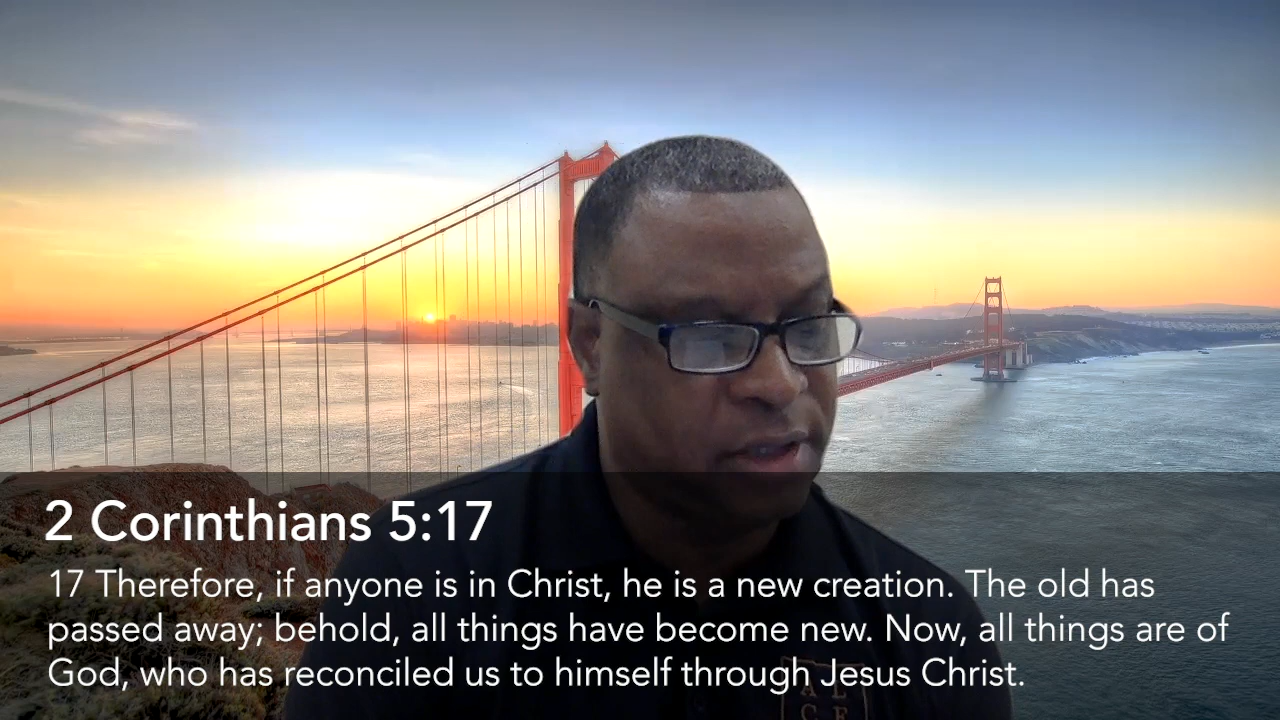 2 Corinthians 5:17
17 Therefore, if anyone is in Christ, he is a new creation. The old has
passed away; behold, all things have become new. Now, all things are of
God, who has reconciled us to himself through Jesus Christ.
A L
C F